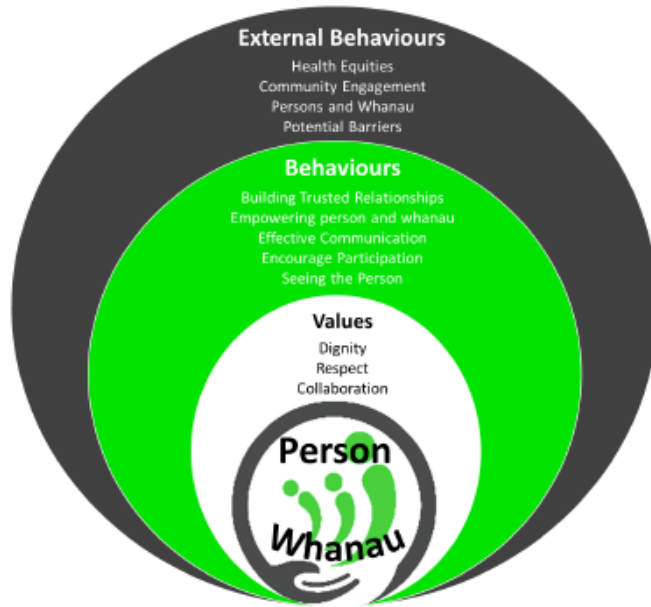 External Behaviours
Health Equities
Community Engagement
Persons and Whanau
Potential Barriers
Behaviours
Building Trusted Relationships
Empowering person and whanau
Effective Communication
Encourage Participation
Seeing the Person
Values
Dignity
Respect
Collaboration
Person
Whanau